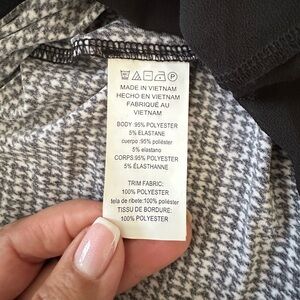 MADE IN VIETNAM
HECHO EN VIETNAM
FABRIQUÉ AU
VIETNAM
BODY: 95% POLYESTER
5% ELASTANE
cuerpo :95% poliéster
5% elastano
CORPS:95% POLYESTER
5% ÉLASTHANNE
TRIM FABRIC:
100% POLYESTER
tela de ribete:100% poliéster
TISSU DE BORDURE:
100% POLYESTER